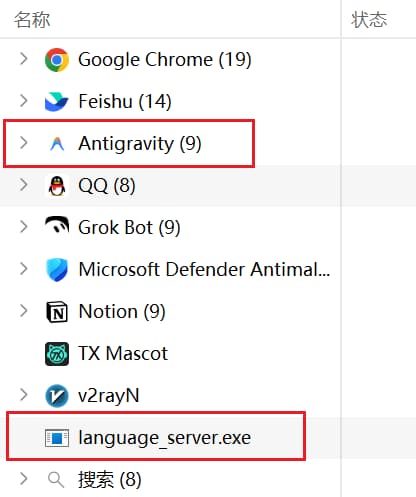 名称 状态
Google Chrome (19)
Feishu (14)
Antigravity (9)
QQ (8)
Grok Bot (9)
Microsoft Defender Antimal...
Notion (9)
TX Mascot
v2rayN
language_server.exe
搜索 (8)